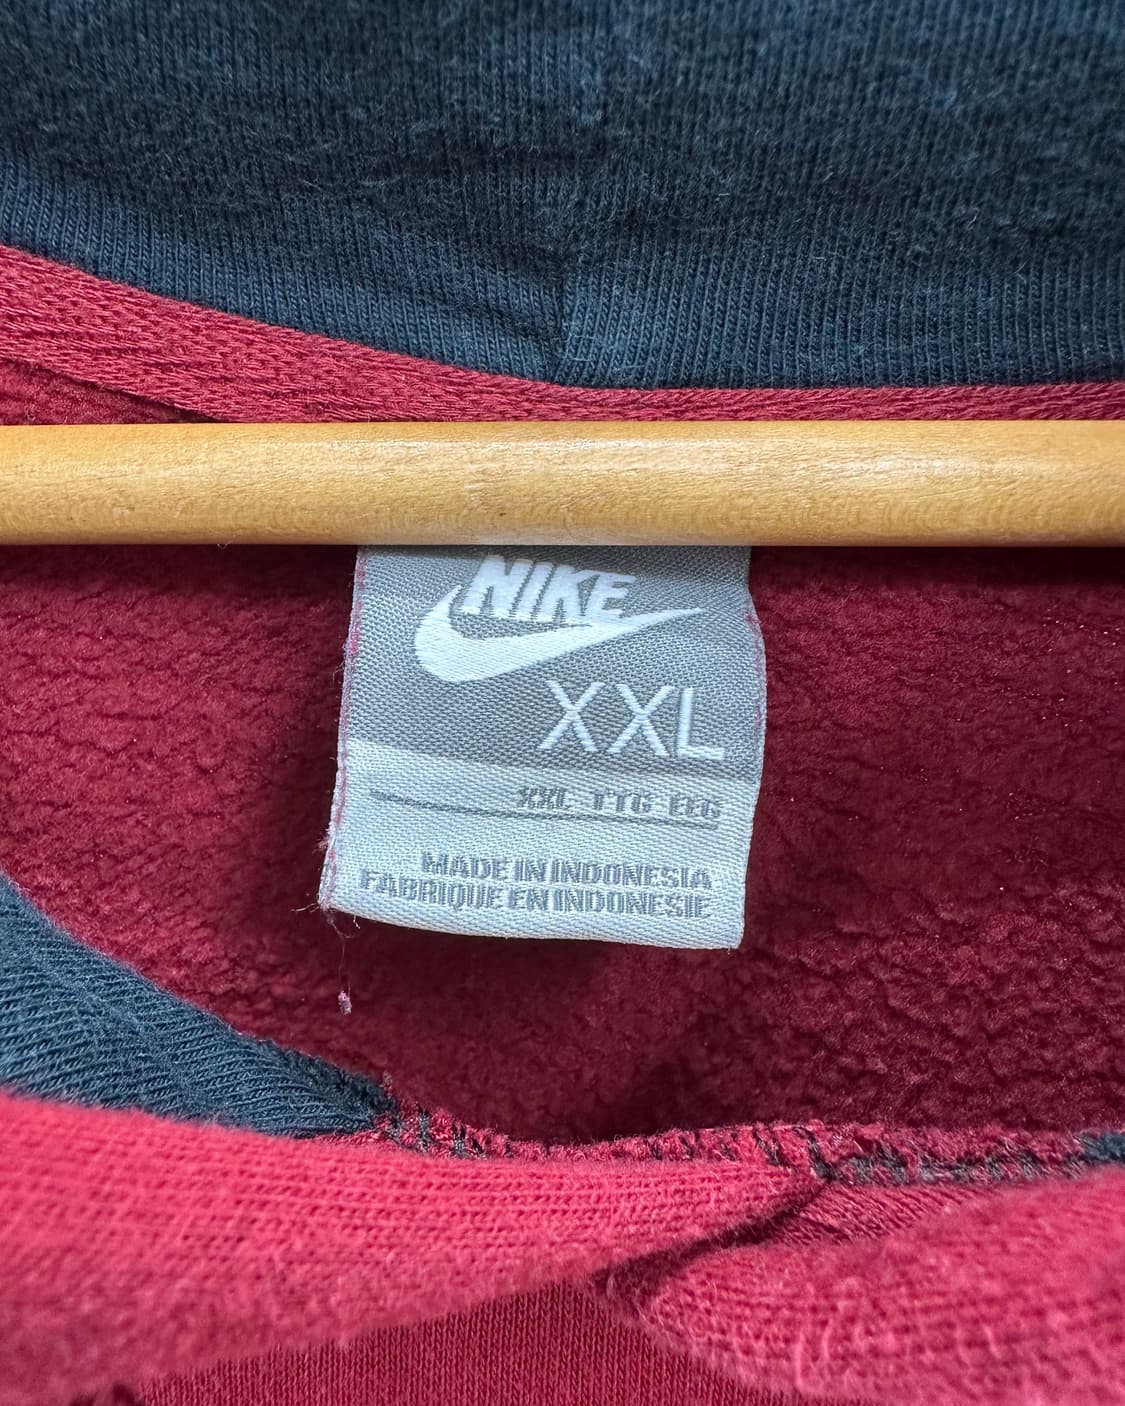 NIKE
XXL
XXL TTG EEG
MADE IN INDONESIA
FABRIQUE EN INDONESIE